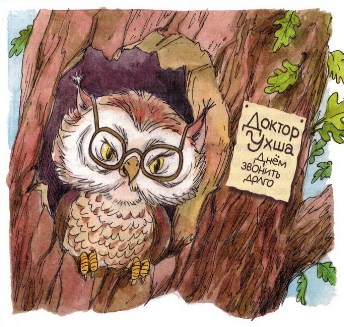 Доктор
Ухша
Днём
звонить
долго